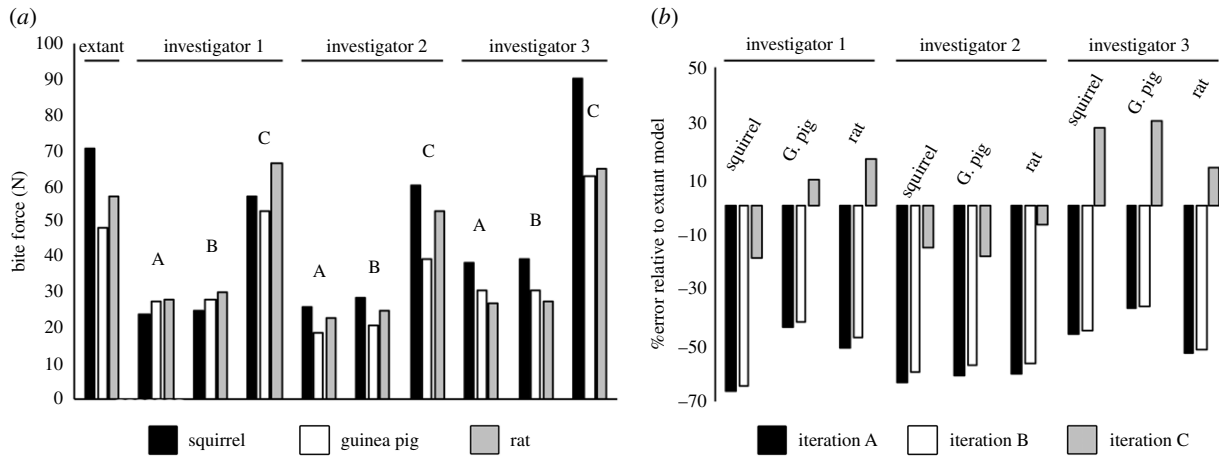 (a)
extant investigator 1 investigator 2 investigator 3
bite force (N)
100
90
80
70
60
50
40
30
20
10
0
A B C
A B C
A B C
squirrel guinea pig rat
(b)
investigator 1 investigator 2 investigator 3
%error relative to extant model
50
30
10
–10
–30
–50
–70
squirrel G. pig rat
squirrel G. pig rat
squirrel G. pig rat
iteration A iteration B iteration C